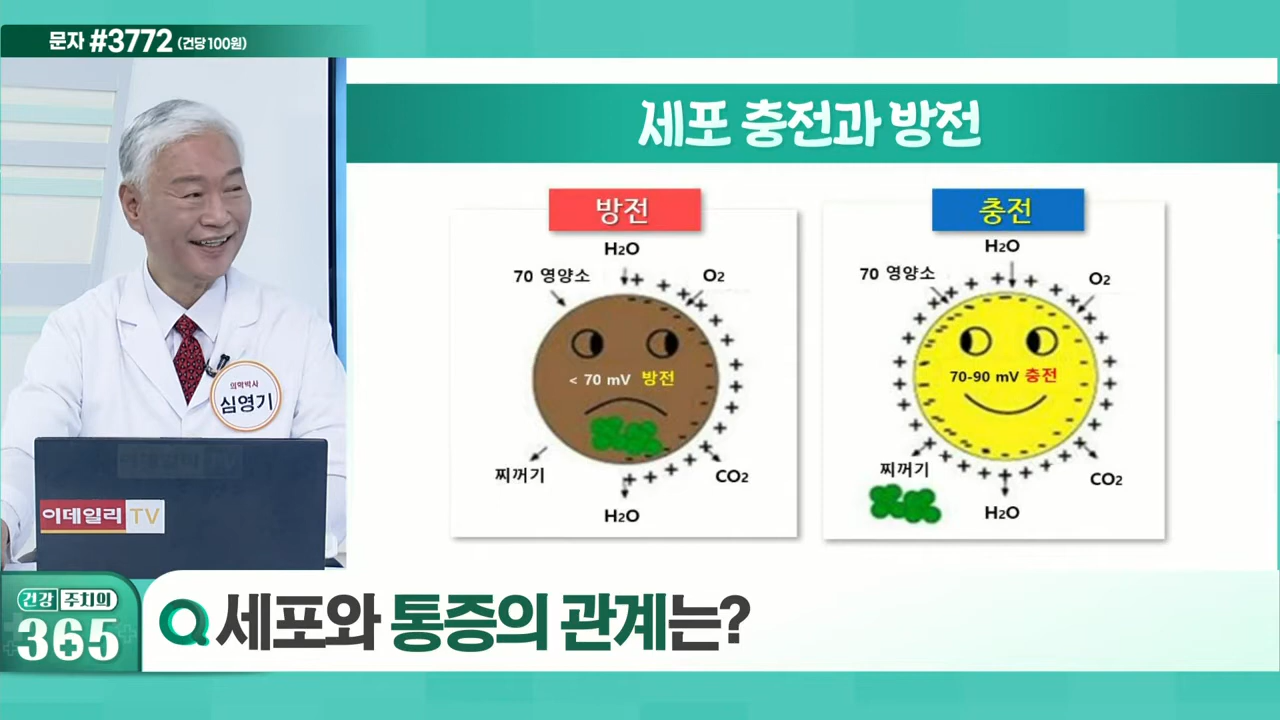 문자 #3772 (건당 100원)
세포 충전과 방전
방전
H2O
70 영양소
O2
< 70 mV 방전
찌꺼기
CO2
H2O
충전
H2O
70 영양소
O2
70-90 mV 충전
찌꺼기
CO2
H2O
의학박사
심영기
이데일리 TV
건강 주치의
365
Q 세포와 통증의 관계는?